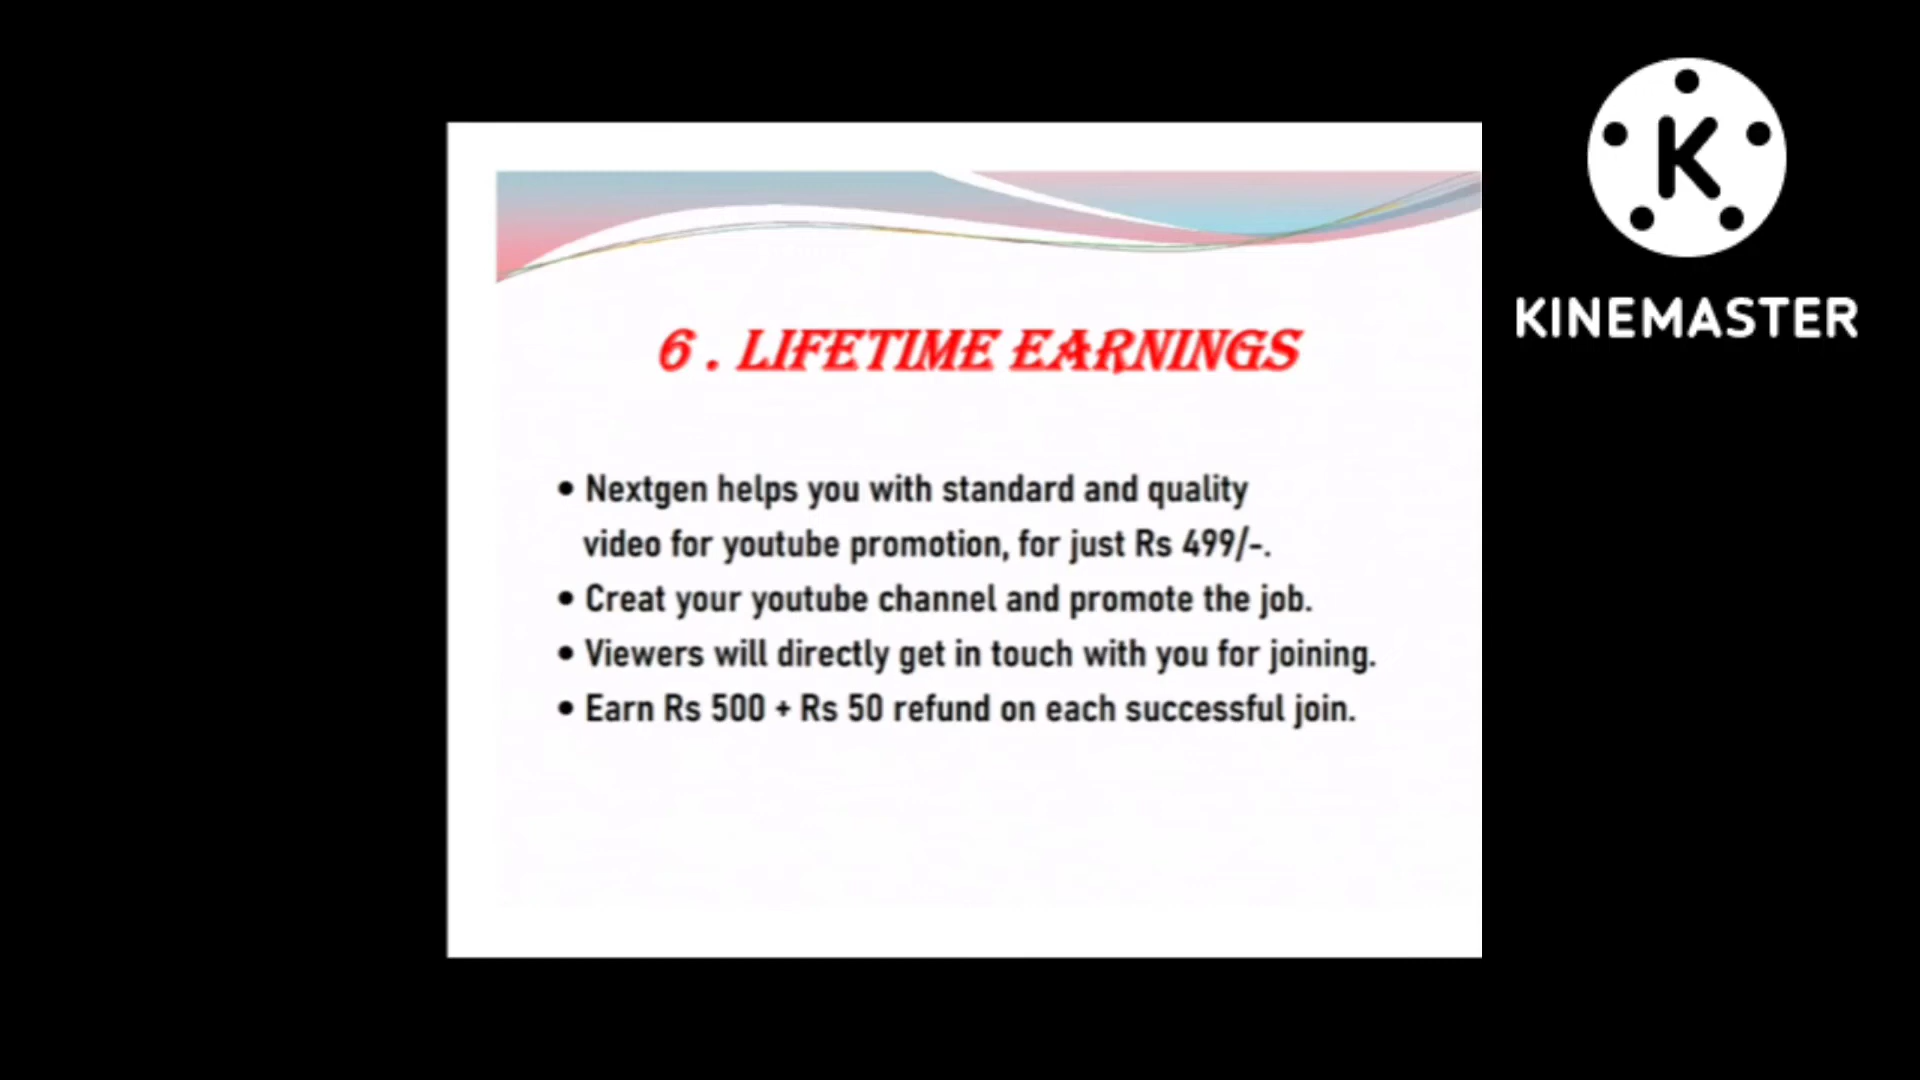 K
KINEMASTER
6 . LIFETIME EARNINGS
• Nextgen helps you with standard and quality
video for youtube promotion, for just Rs 499/-.
• Creat your youtube channel and promote the job.
• Viewers will directly get in touch with you for joining.
• Earn Rs 500 + Rs 50 refund on each successful join.